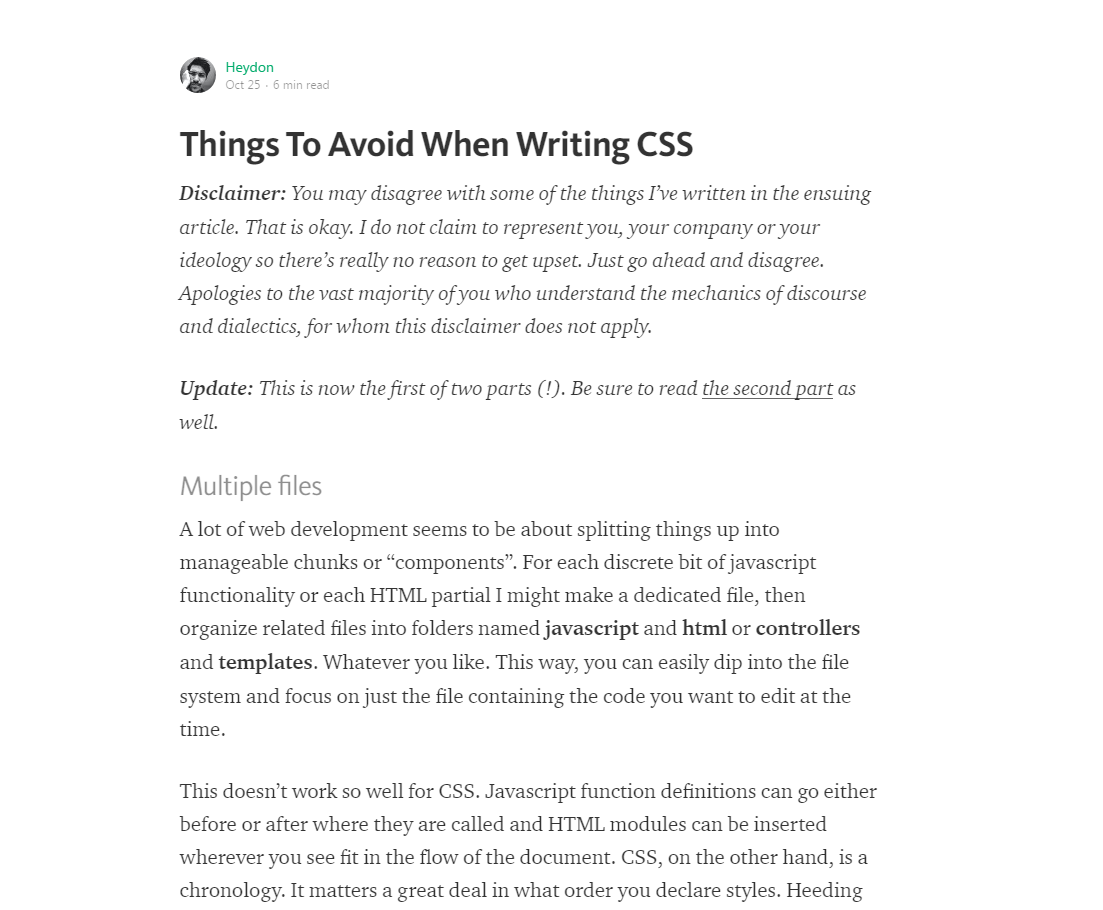 Heydon
Oct 25 · 6 min read
Things To Avoid When Writing CSS
Disclaimer: You may disagree with some of the things I’ve written in the ensuing
article. That is okay. I do not claim to represent you, your company or your
ideology so there’s really no reason to get upset. Just go ahead and disagree.
Apologies to the vast majority of you who understand the mechanics of discourse
and dialectics, for whom this disclaimer does not apply.
Update: This is now the first of two parts (!). Be sure to read the second part as
well.
Multiple files
A lot of web development seems to be about splitting things up into
manageable chunks or “components”. For each discrete bit of javascript
functionality or each HTML partial I might make a dedicated file, then
organize related files into folders named javascript and html or controllers
and templates. Whatever you like. This way, you can easily dip into the file
system and focus on just the file containing the code you want to edit at the
time.
This doesn’t work so well for CSS. Javascript function definitions can go either
before or after where they are called and HTML modules can be inserted
wherever you see fit in the flow of the document. CSS, on the other hand, is a
chronology. It matters a great deal in what order you declare styles. Heeding